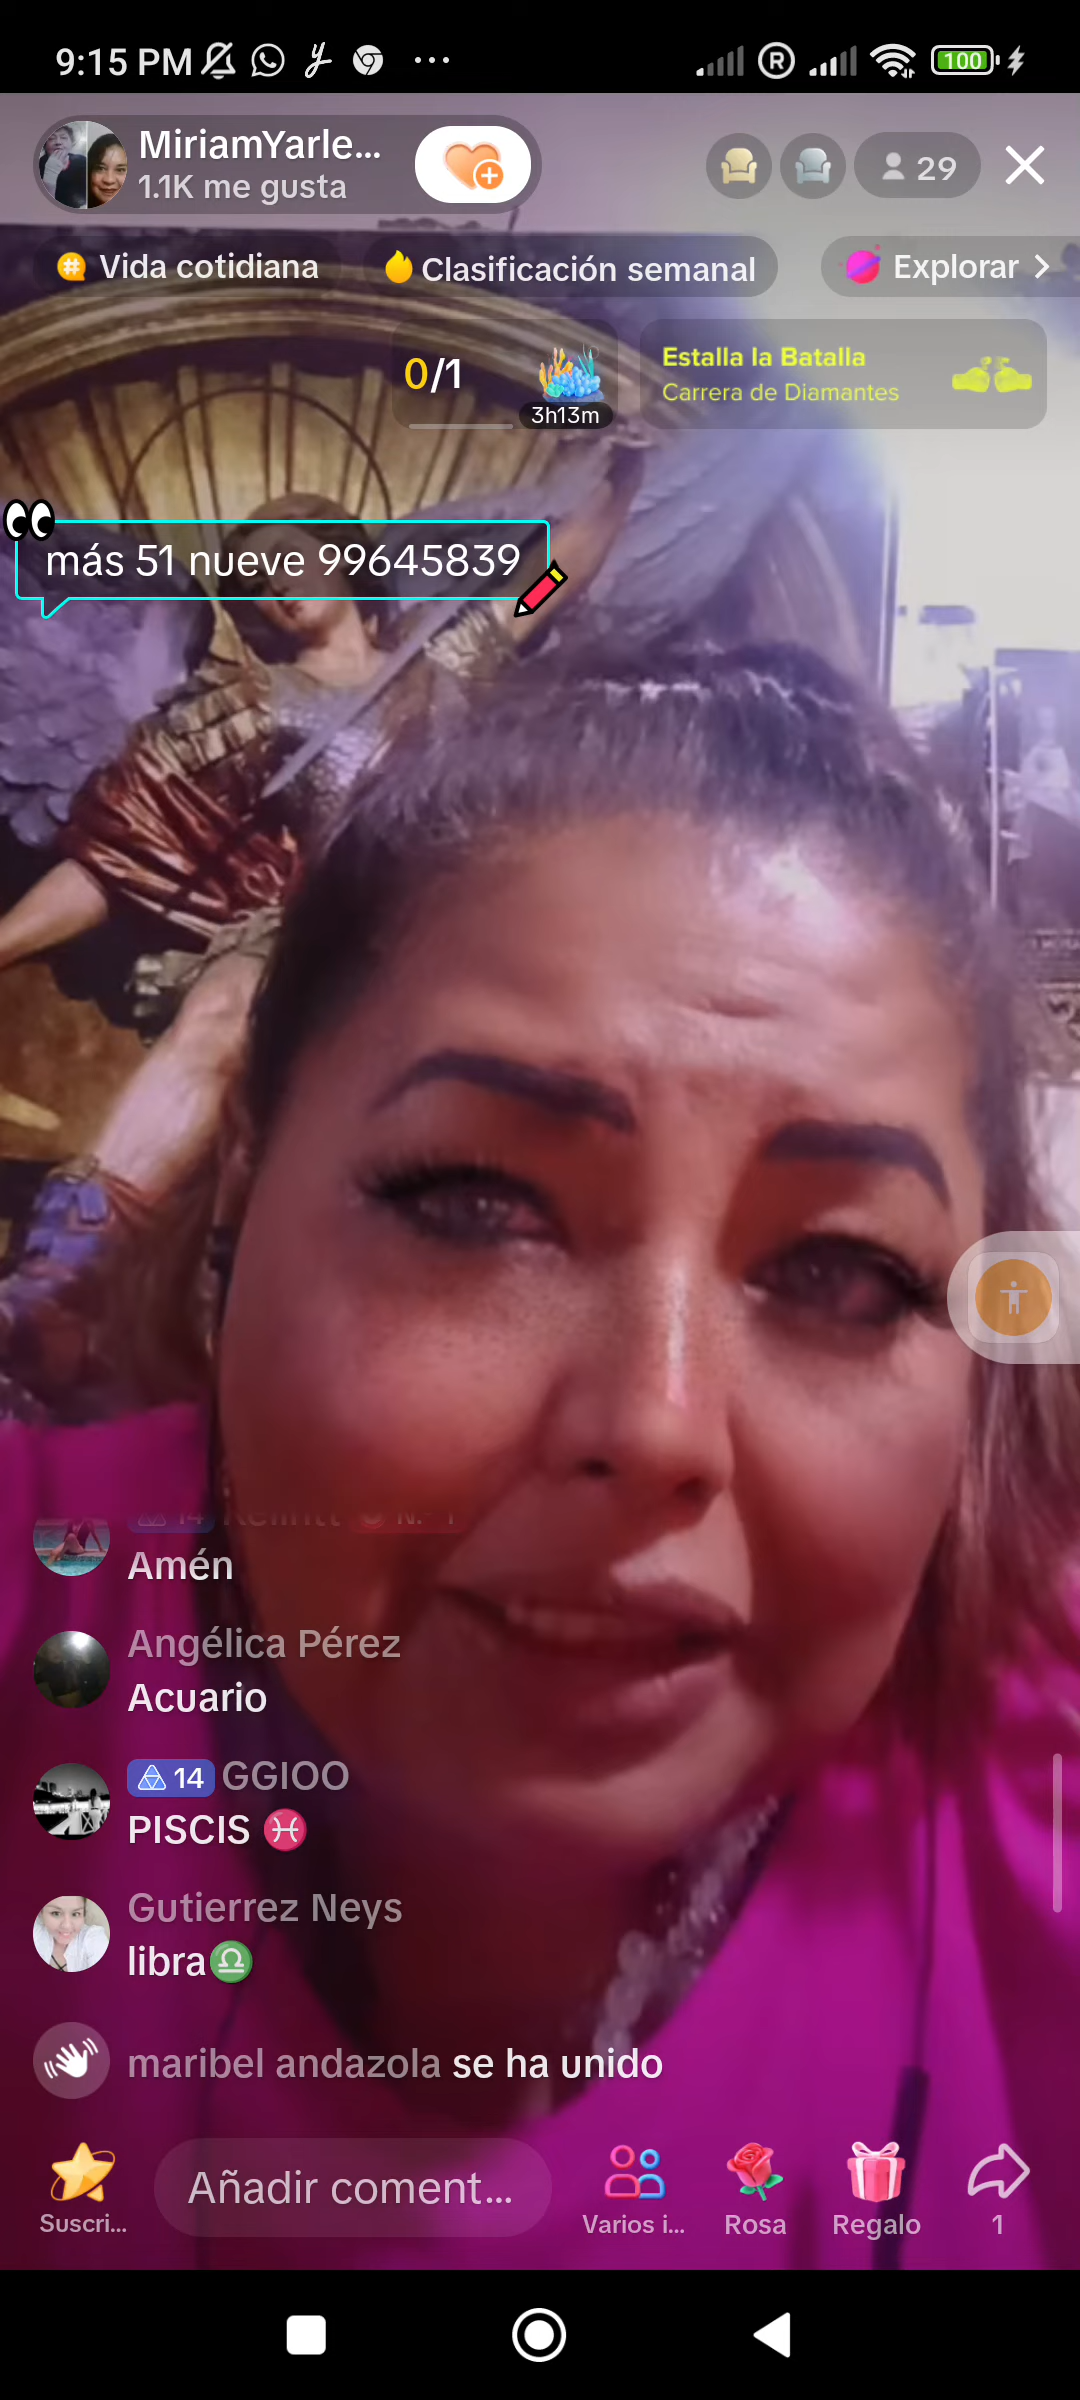 9:15 PM
100
MiriamYarle...
1.1K me gusta
29
Vida cotidiana
Clasificación semanal
Explorar
0/1
3h13m
Estalla la Batalla
Carrera de Diamantes
más 51 nueve 99645839
14
Amén
Angélica Pérez
Acuario
14 GGIOO
PISCIS ♓
Gutierrez Neys
libra♎
maribel andazola se ha unido
Suscri...
Añadir coment...
Varios i...
Rosa
Regalo
1